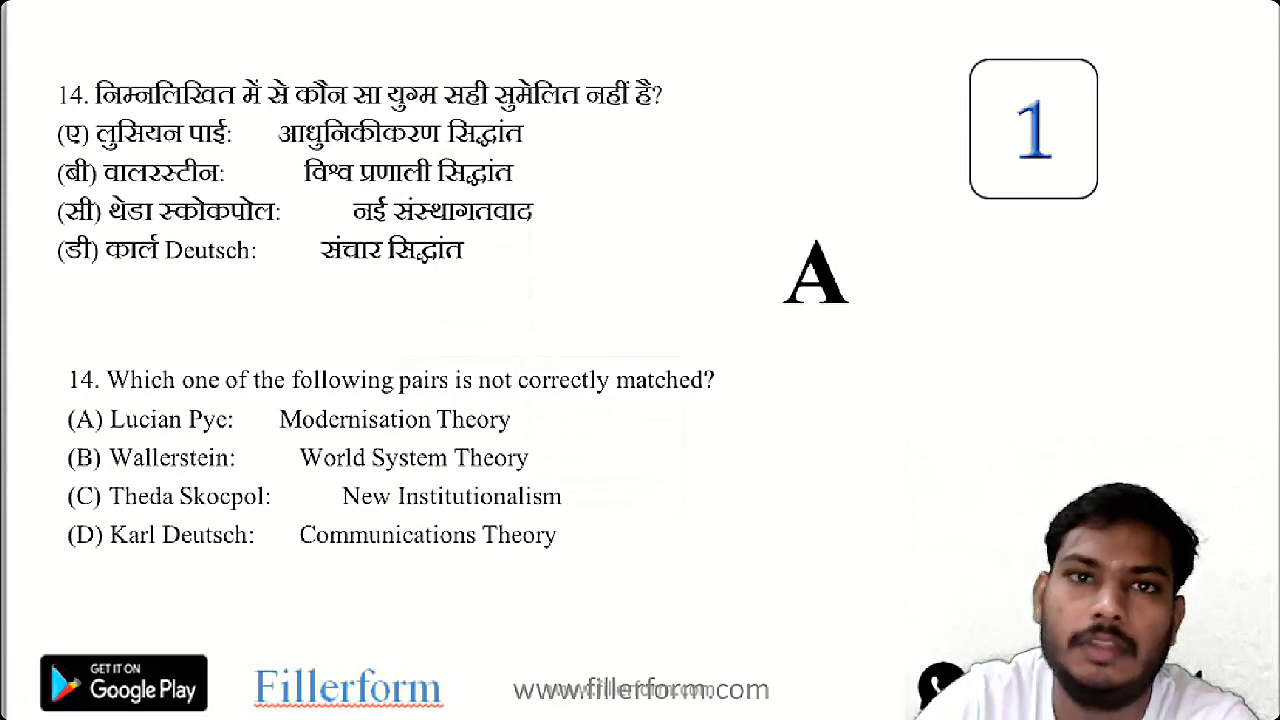 14. निम्नलिखित में से कौन सा युग्म सही सुमेलित नहीं है?
(ए) लुसियन पाई: आधुनिकीकरण सिद्धांत
(बी) वालरस्टीन: विश्व प्रणाली सिद्धांत
(सी) थेडा स्कोकपोल: नई संस्थागतवाद
(डी) कार्ल Deutsch: संचार सिद्धांत
1
A
14. Which one of the following pairs is not correctly matched?
(A) Lucian Pye: Modernisation Theory
(B) Wallerstein: World System Theory
(C) Theda Skocpol: New Institutionalism
(D) Karl Deutsch: Communications Theory
GET IT ON
Google Play
Fillerform
www.fillerform.com